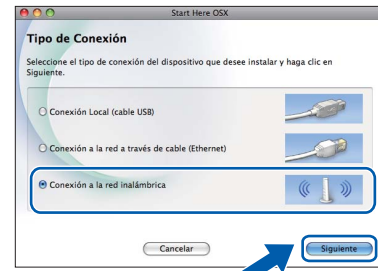 Start Here OSX
Tipo de Conexión
Seleccione el tipo de conexión del dispositivo que desee instalar y haga clic en
Siguiente.
Conexión Local (cable USB)
Conexión a la red a través de cable (Ethernet)
Conexión a la red inalámbrica
Cancelar
Siguiente